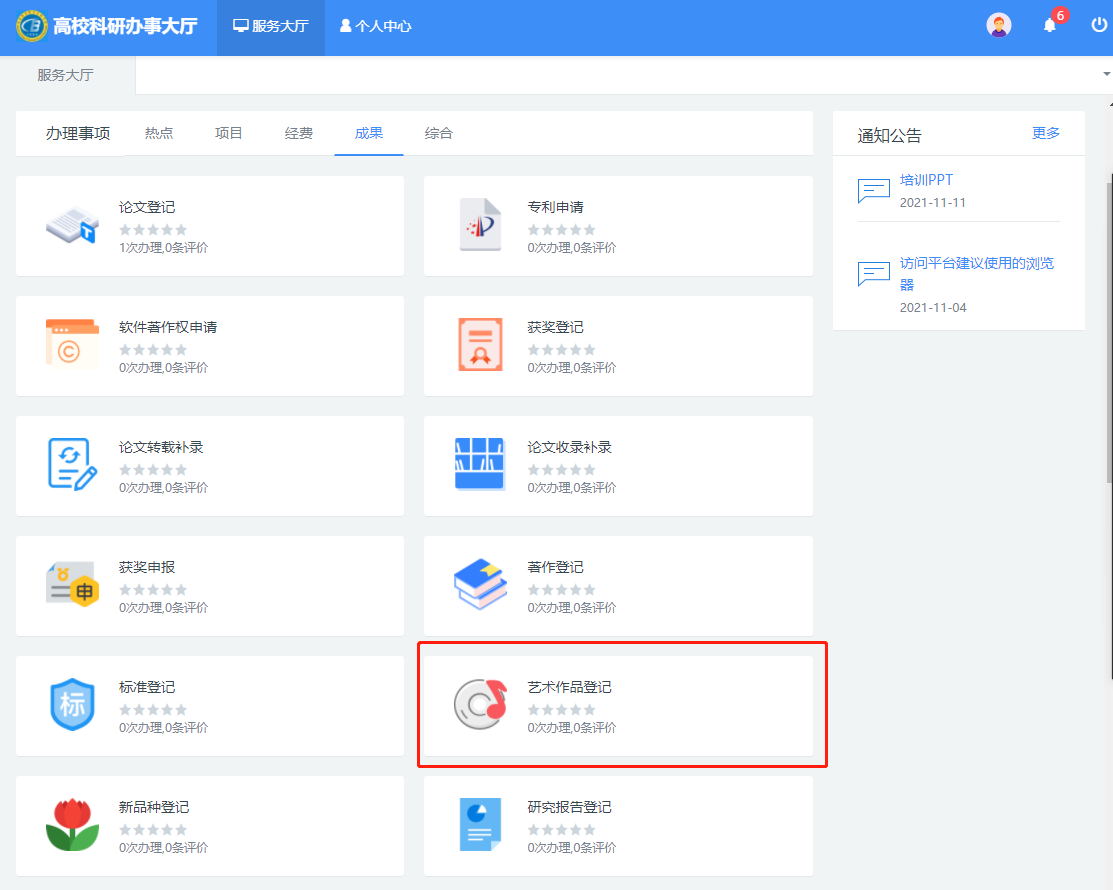 高校科研办事大厅
服务大厅
个人中心
6
服务大厅
办理事项
热点
项目
经费
成果
综合
论文登记
1次办理,0条评价
专利申请
0次办理,0条评价
软件著作权申请
0次办理,0条评价
获奖登记
0次办理,0条评价
论文转载补录
0次办理,0条评价
论文收录补录
0次办理,0条评价
申
获奖申报
0次办理,0条评价
著作登记
0次办理,0条评价
标
标准登记
0次办理,0条评价
艺术作品登记
0次办理,0条评价
新品种登记
0次办理,0条评价
研究报告登记
0次办理,0条评价
通知公告
更多
培训PPT
2021-11-11
访问平台建议使用的浏览
器
2021-11-04